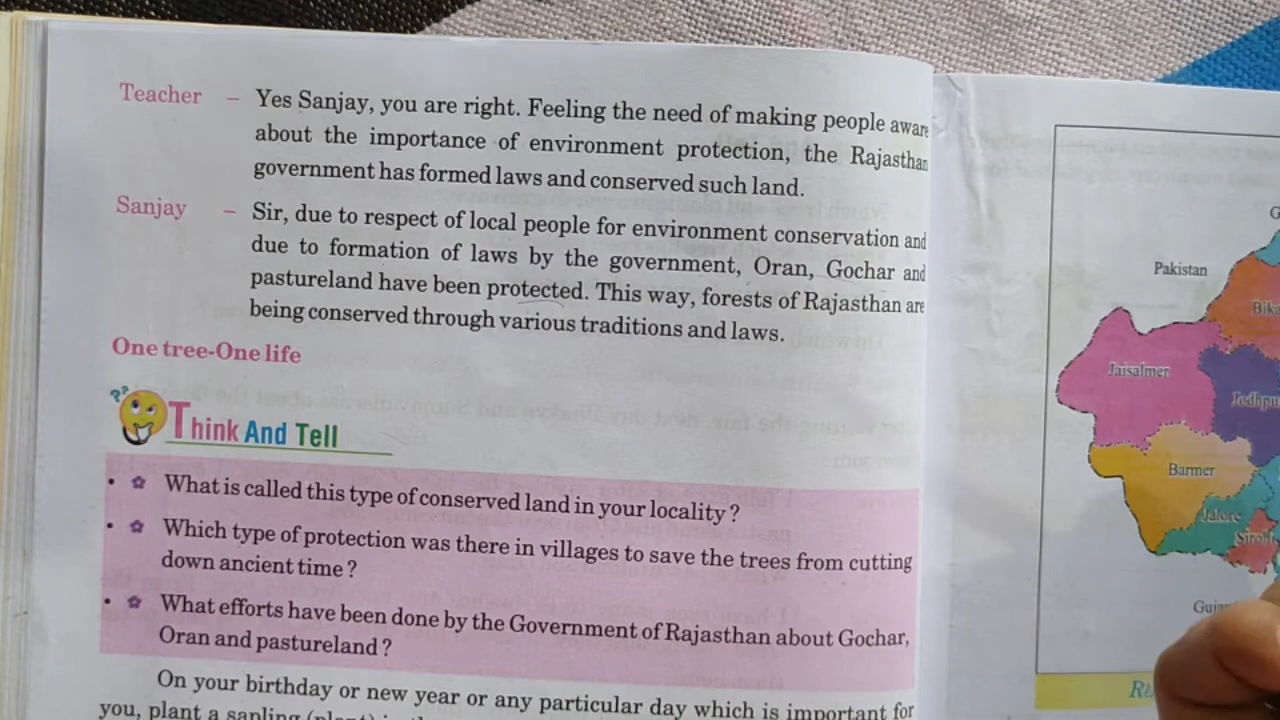 Teacher – Yes Sanjay, you are right. Feeling the need of making people aware
about the importance of environment protection, the Rajasthan
government has formed laws and conserved such land.
Sanjay – Sir, due to respect of local people for environment conservation and
due to formation of laws by the government, Oran, Gochar and
pastureland have been protected. This way, forests of Rajasthan are
being conserved through various traditions and laws.
One tree-One life
??
Think And Tell
What is called this type of conserved land in your locality ?
Which type of protection was there in villages to save the trees from cutting
down ancient time ?
What efforts have been done by the Government of Rajasthan about Gochar,
Oran and pastureland ?
On your birthday or new year or any particular day which is important for
you, plant a sapling
Pakistan
Jaisalmer
Barmer
Jalore